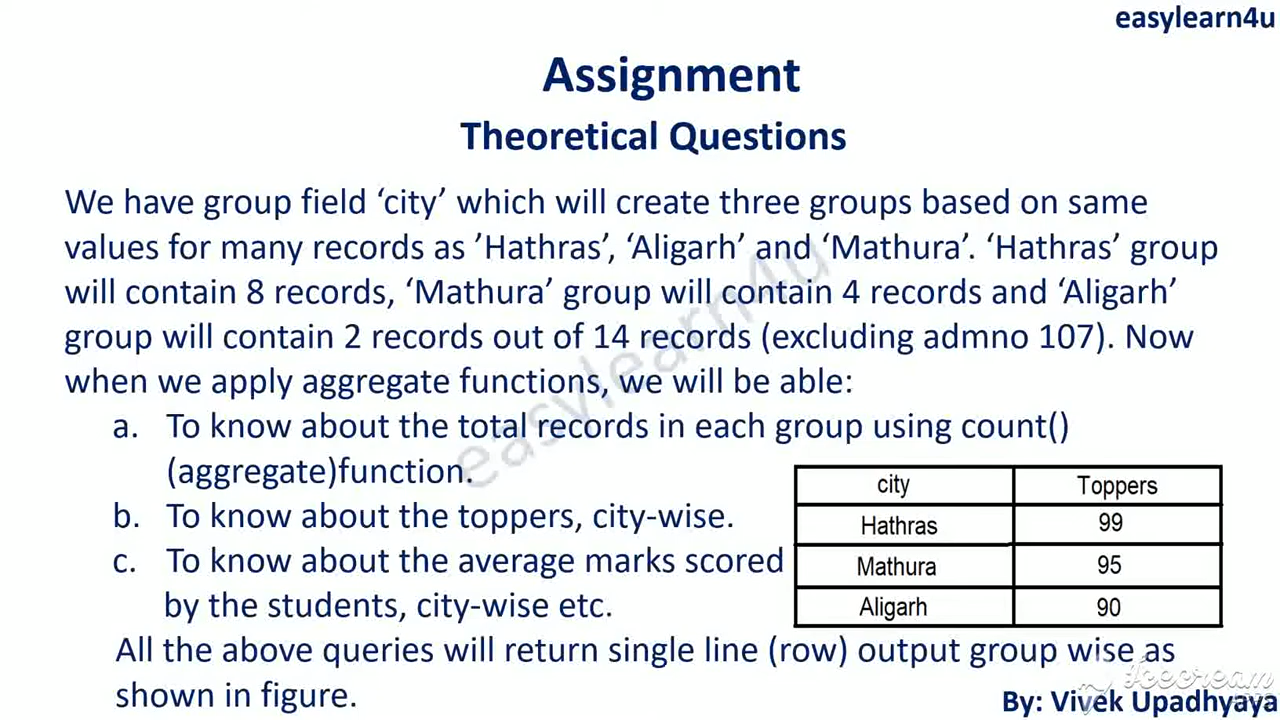 easylearn4u
Assignment
Theoretical Questions
We have group field ‘city’ which will create three groups based on same
values for many records as ’Hathras’, ‘Aligarh’ and ‘Mathura’. ‘Hathras’ group
will contain 8 records, ‘Mathura’ group will contain 4 records and ‘Aligarh’
group will contain 2 records out of 14 records (excluding admno 107). Now
when we apply aggregate functions, we will be able:
a. To know about the total records in each group using count()
(aggregate)function.
b. To know about the toppers, city-wise.
c. To know about the average marks scored
by the students, city-wise etc.
city Toppers
Hathras 99
Mathura 95
Aligarh 90
All the above queries will return single line (row) output group wise as
shown in figure.
By: Vivek Upadhyaya
easylearn4u
Icecream
APPS